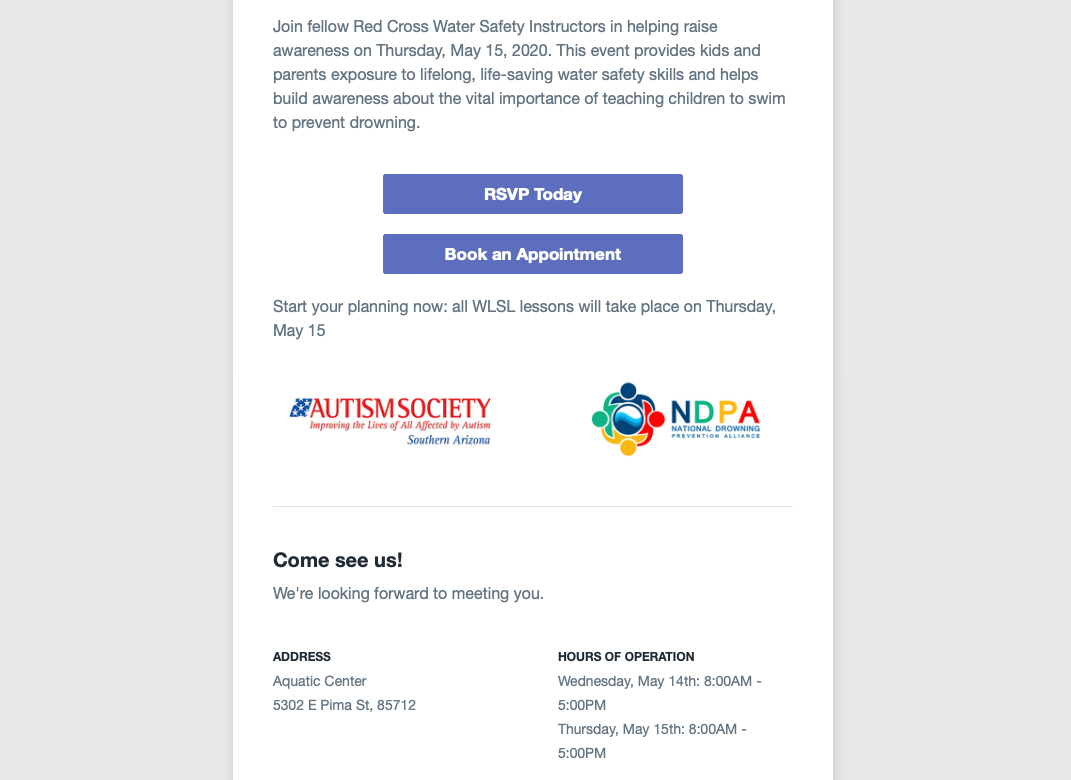 Join fellow Red Cross Water Safety Instructors in helping raise
awareness on Thursday, May 15, 2020. This event provides kids and
parents exposure to lifelong, life-saving water safety skills and helps
build awareness about the vital importance of teaching children to swim
to prevent drowning.
RSVP Today
Book an Appointment
Start your planning now: all WLSL lessons will take place on Thursday,
May 15
AUTISM SOCIETY
Improving the Lives of All Affected by Autism
Southern Arizona
NDPA
NATIONAL DROWNING
PREVENTION ALLIANCE
Come see us!
We're looking forward to meeting you.
ADDRESS
Aquatic Center
5302 E Pima St, 85712
HOURS OF OPERATION
Wednesday, May 14th: 8:00AM -
5:00PM
Thursday, May 15th: 8:00AM -
5:00PM